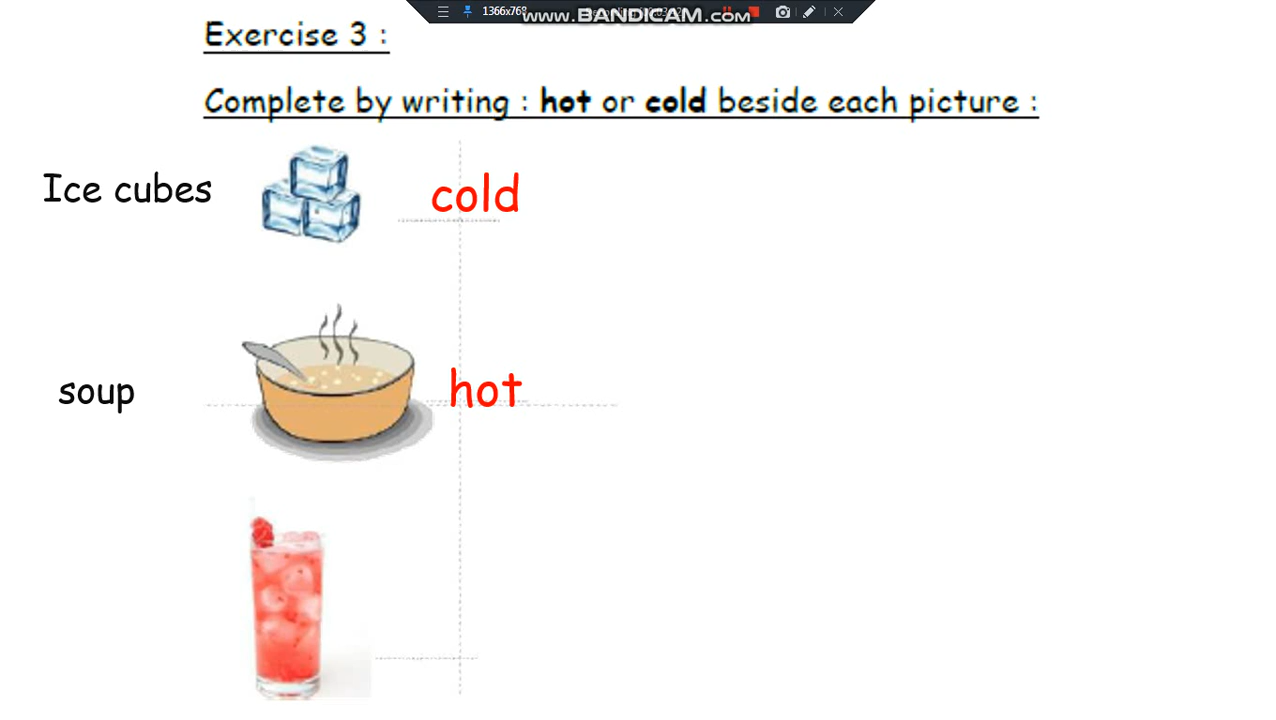 1366x768
www.BANDICAM.com
Exercise 3 :
Complete by writing : hot or cold beside each picture :
Ice cubes
cold
soup
hot